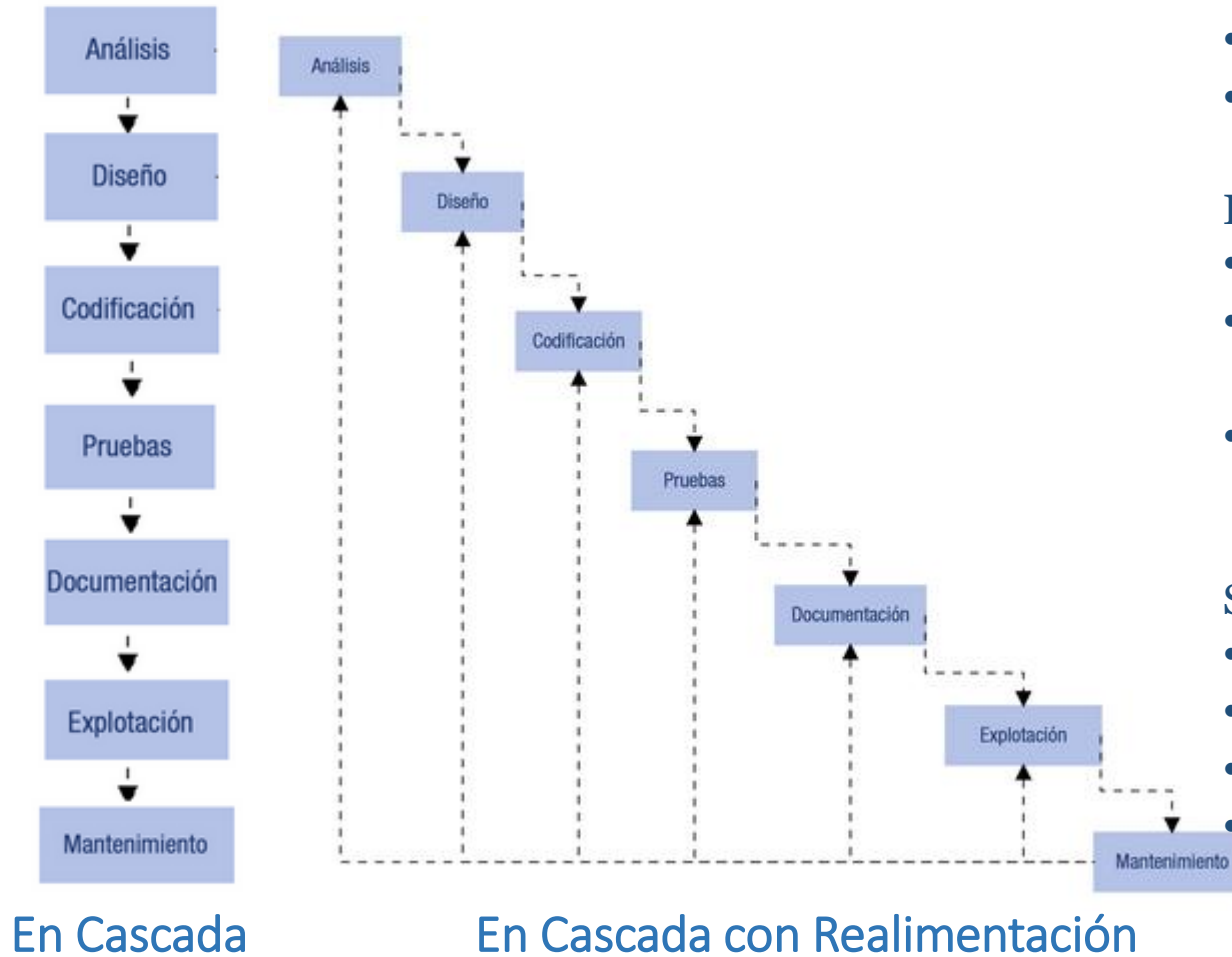 Análisis
Diseño
Codificación
Pruebas
Documentación
Explotación
Mantenimiento
En Cascada
Análisis
Diseño
Codificación
Pruebas
Documentación
Explotación
Mantenimiento
En Cascada con Realimentación